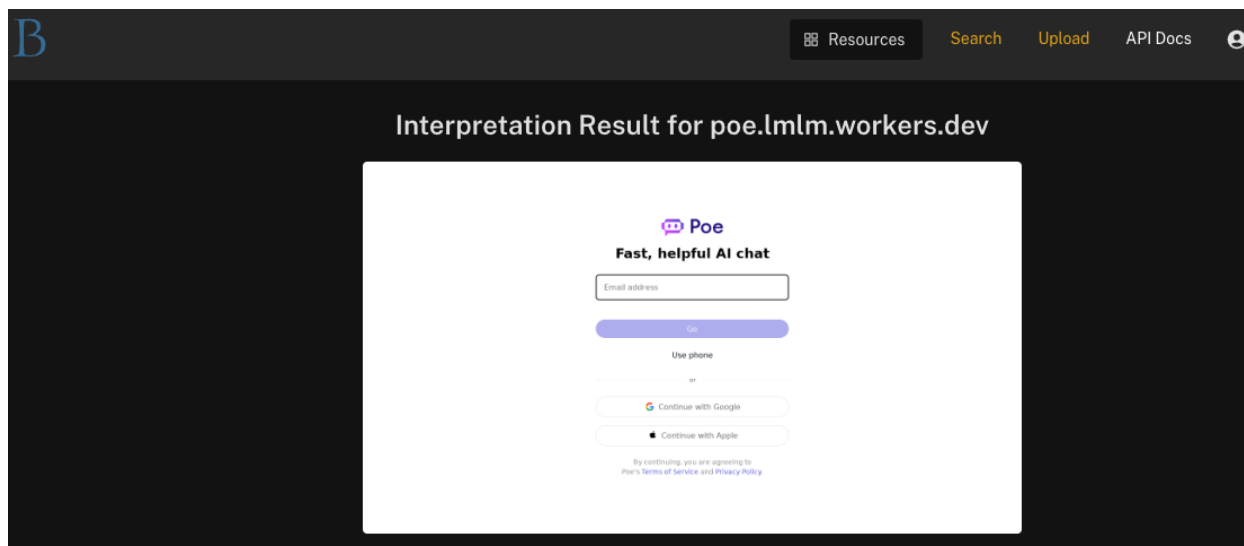 B
Resources Search Upload API Docs
Interpretation Result for poe.lmlm.workers.dev
Poe
Fast, helpful AI chat
Email address
Go
Use phone
or
Continue with Google
Continue with Apple
By continuing, you are agreeing to
Poe's Terms of Service and Privacy Policy.